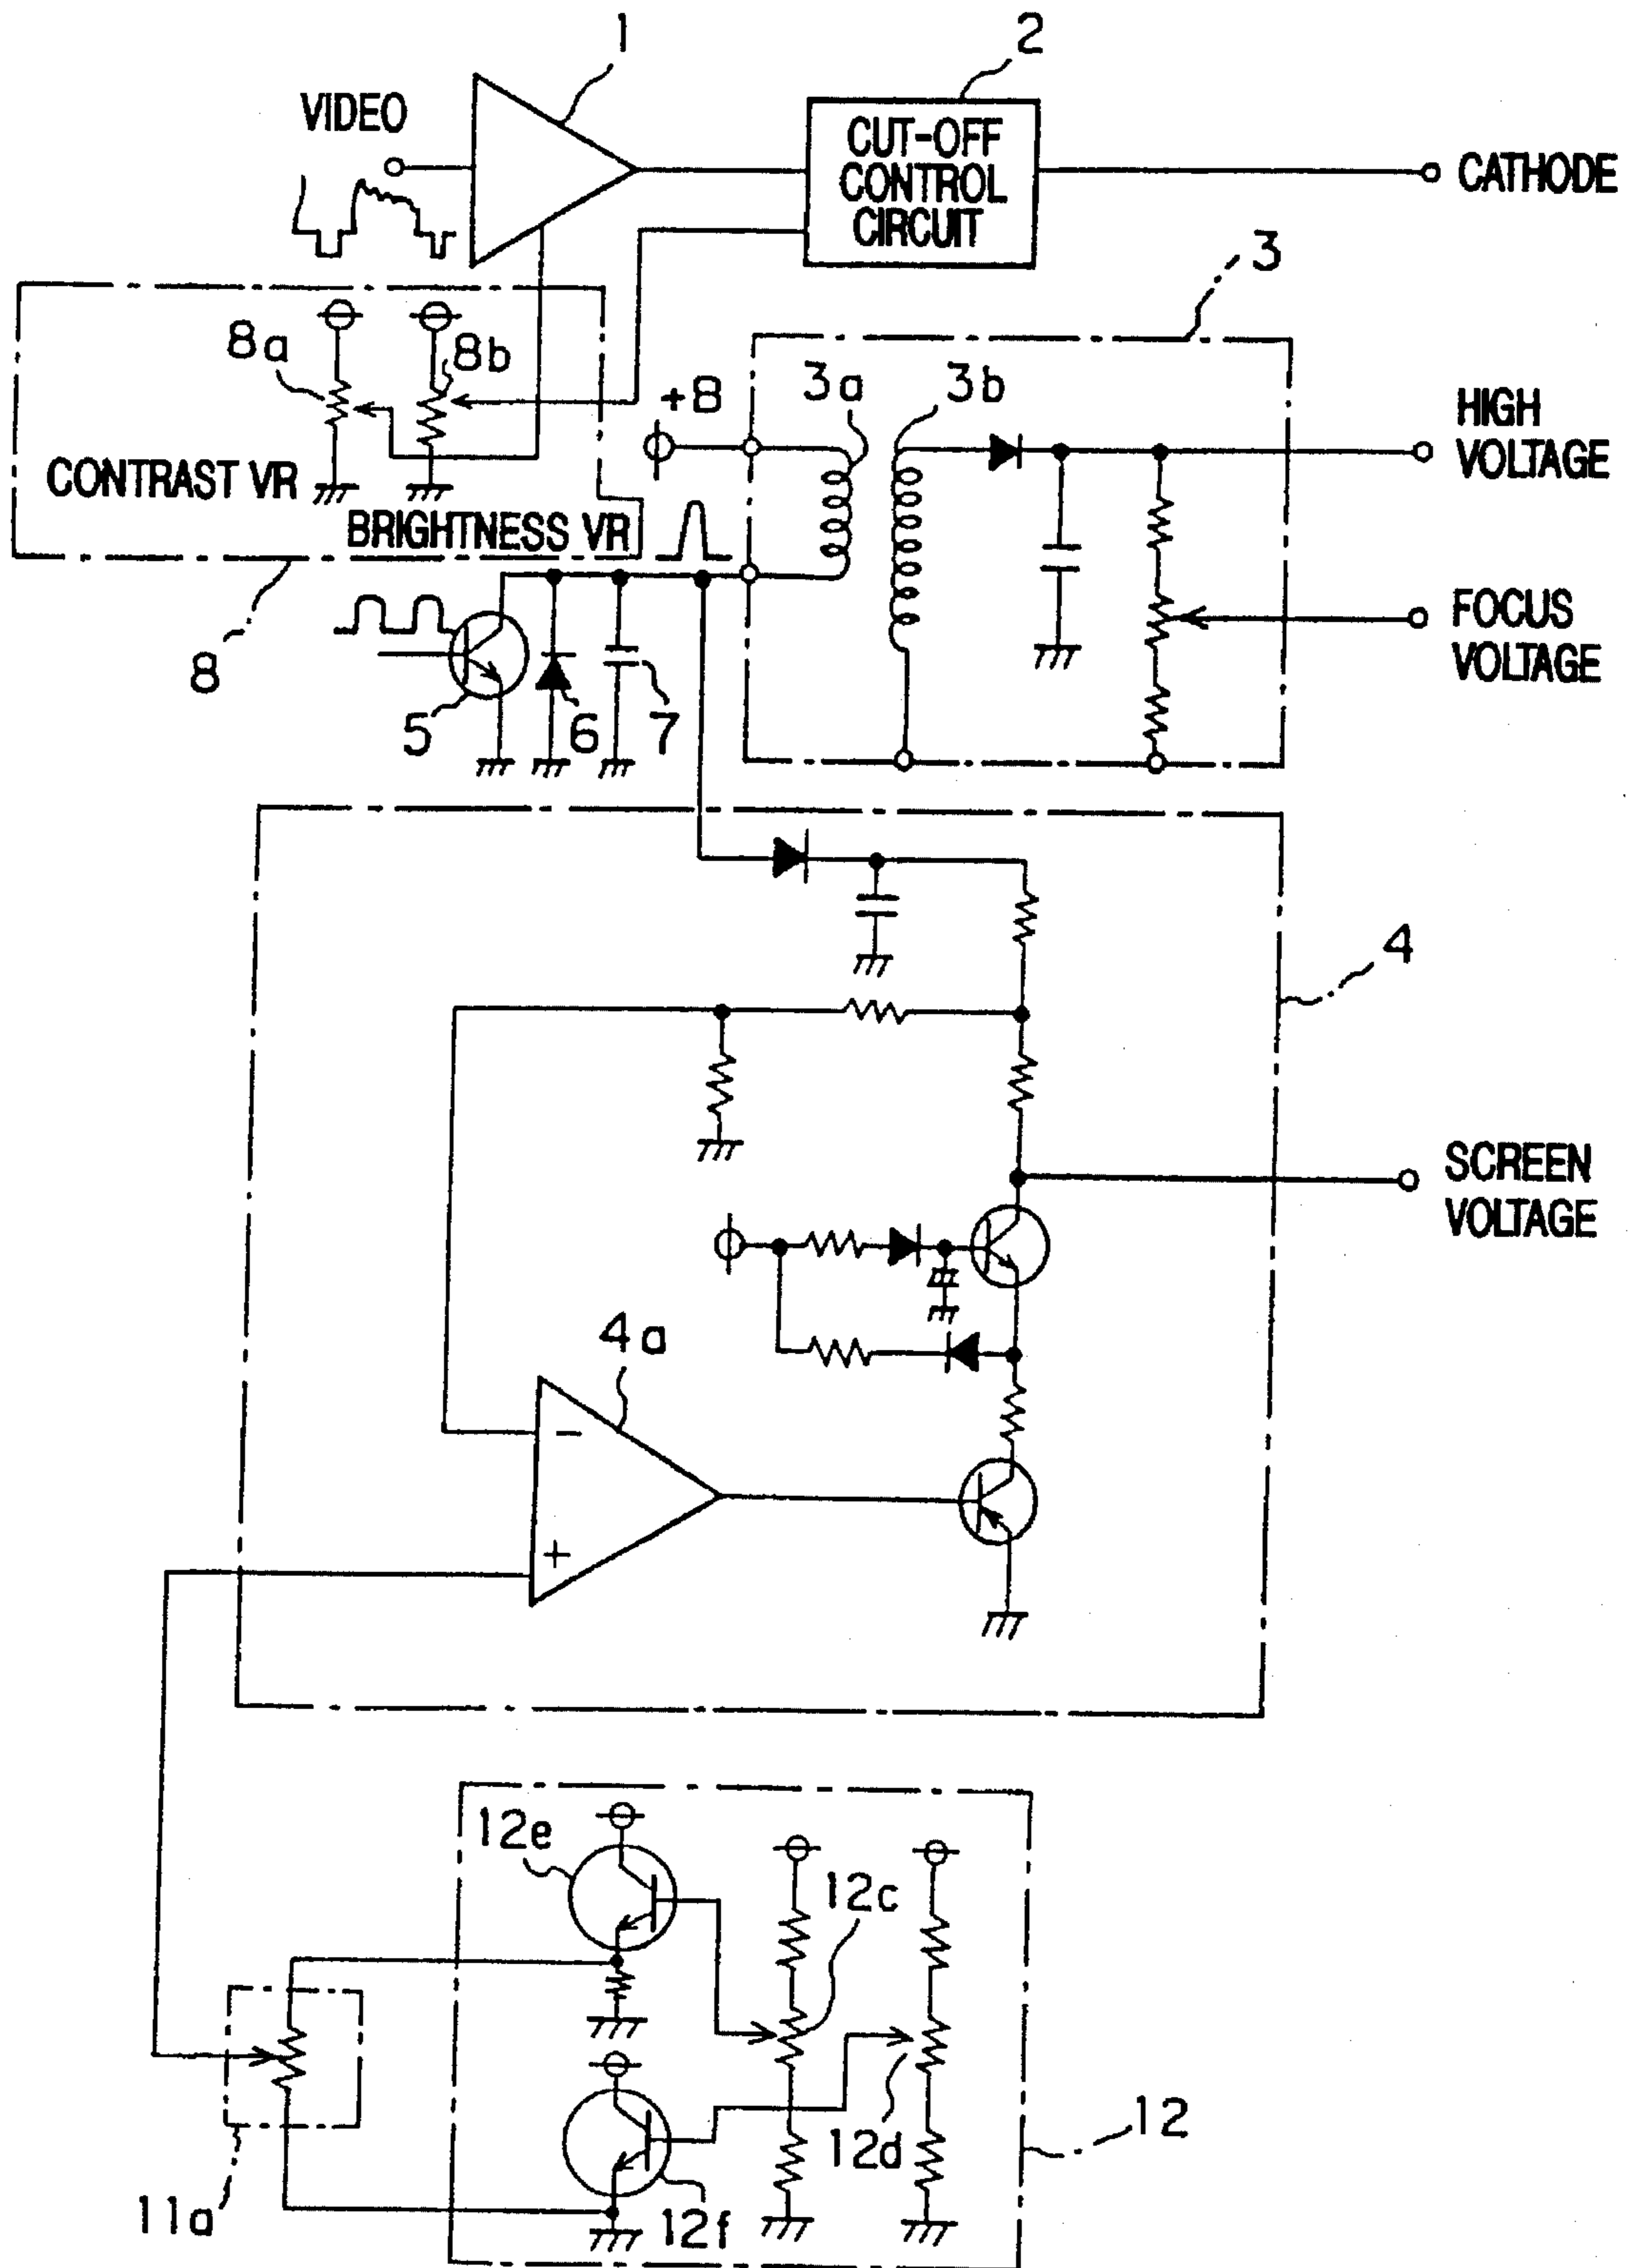 1
2
VIDEO
CUT-OFF
CONTROL
CIRCUIT
CATHODE
3
8a
8b
3a
3b
+8
HIGH
VOLTAGE
CONTRAST VR
BRIGHTNESS VR
FOCUS
VOLTAGE
8
5
6
7
4
SCREEN
VOLTAGE
4a
-
+
12e
12c
12d
12
11a
12f